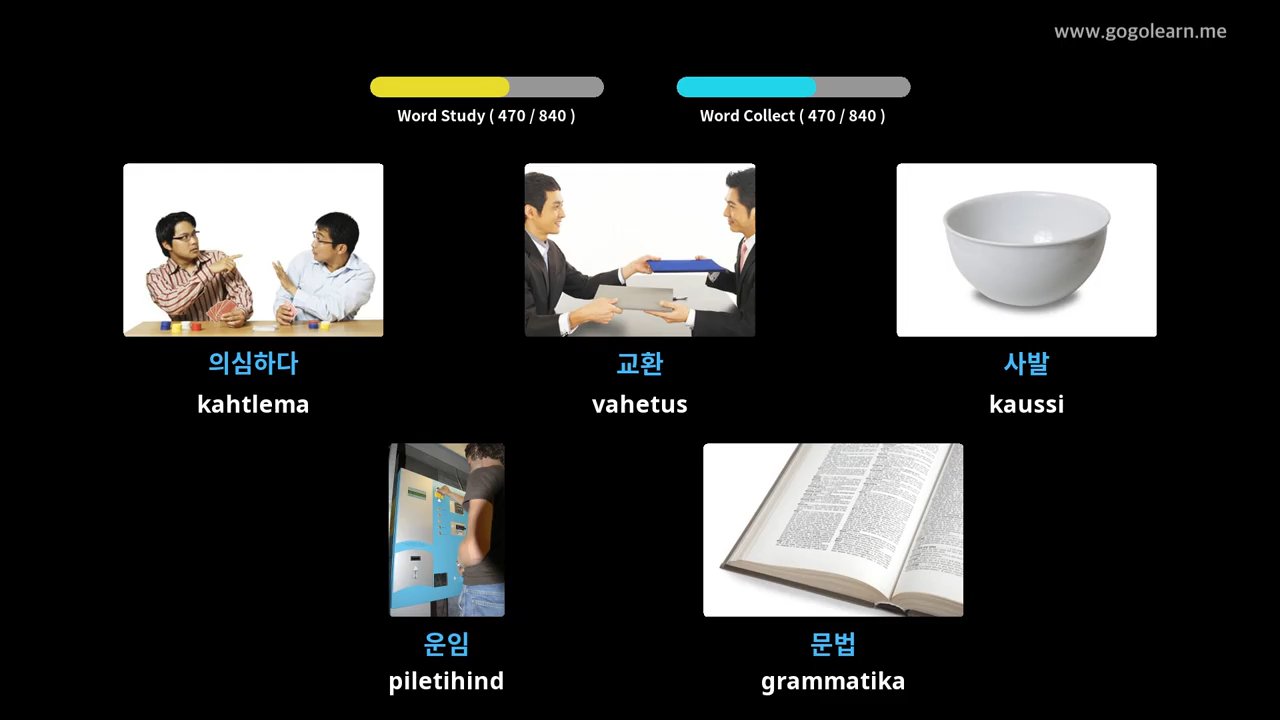 www.gogolearn.me
Word Study ( 470 / 840 )
Word Collect ( 470 / 840 )
의심하다
kahtlema
교환
vahetus
사발
kaussi
운임
piletihind
문법
grammatika